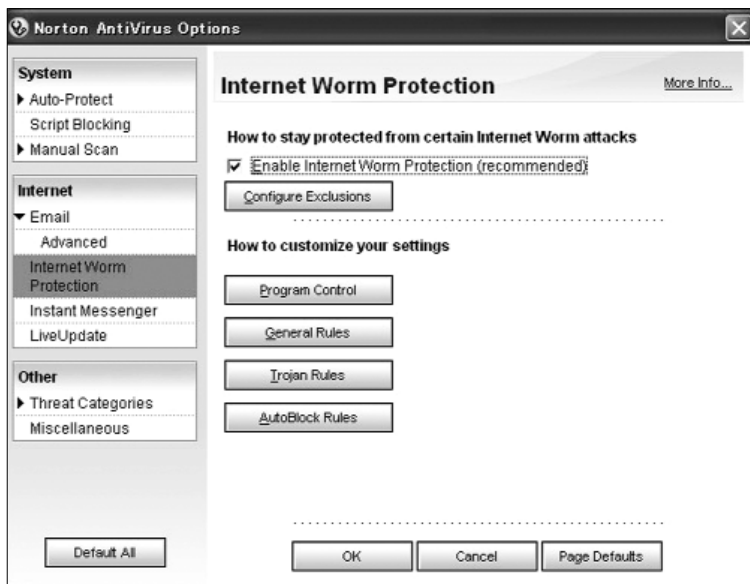 Norton AntiVirus Options
System
Auto-Protect
Script Blocking
Manual Scan
Internet
Email
Advanced
Internet Worm
Protection
Instant Messenger
LiveUpdate
Other
Threat Categories
Miscellaneous
Default All
Internet Worm Protection
More Info...
How to stay protected from certain Internet Worm attacks
Enable Internet Worm Protection (recommended)
Configure Exclusions
How to customize your settings
Program Control
General Rules
Trojan Rules
AutoBlock Rules
OK
Cancel
Page Defaults